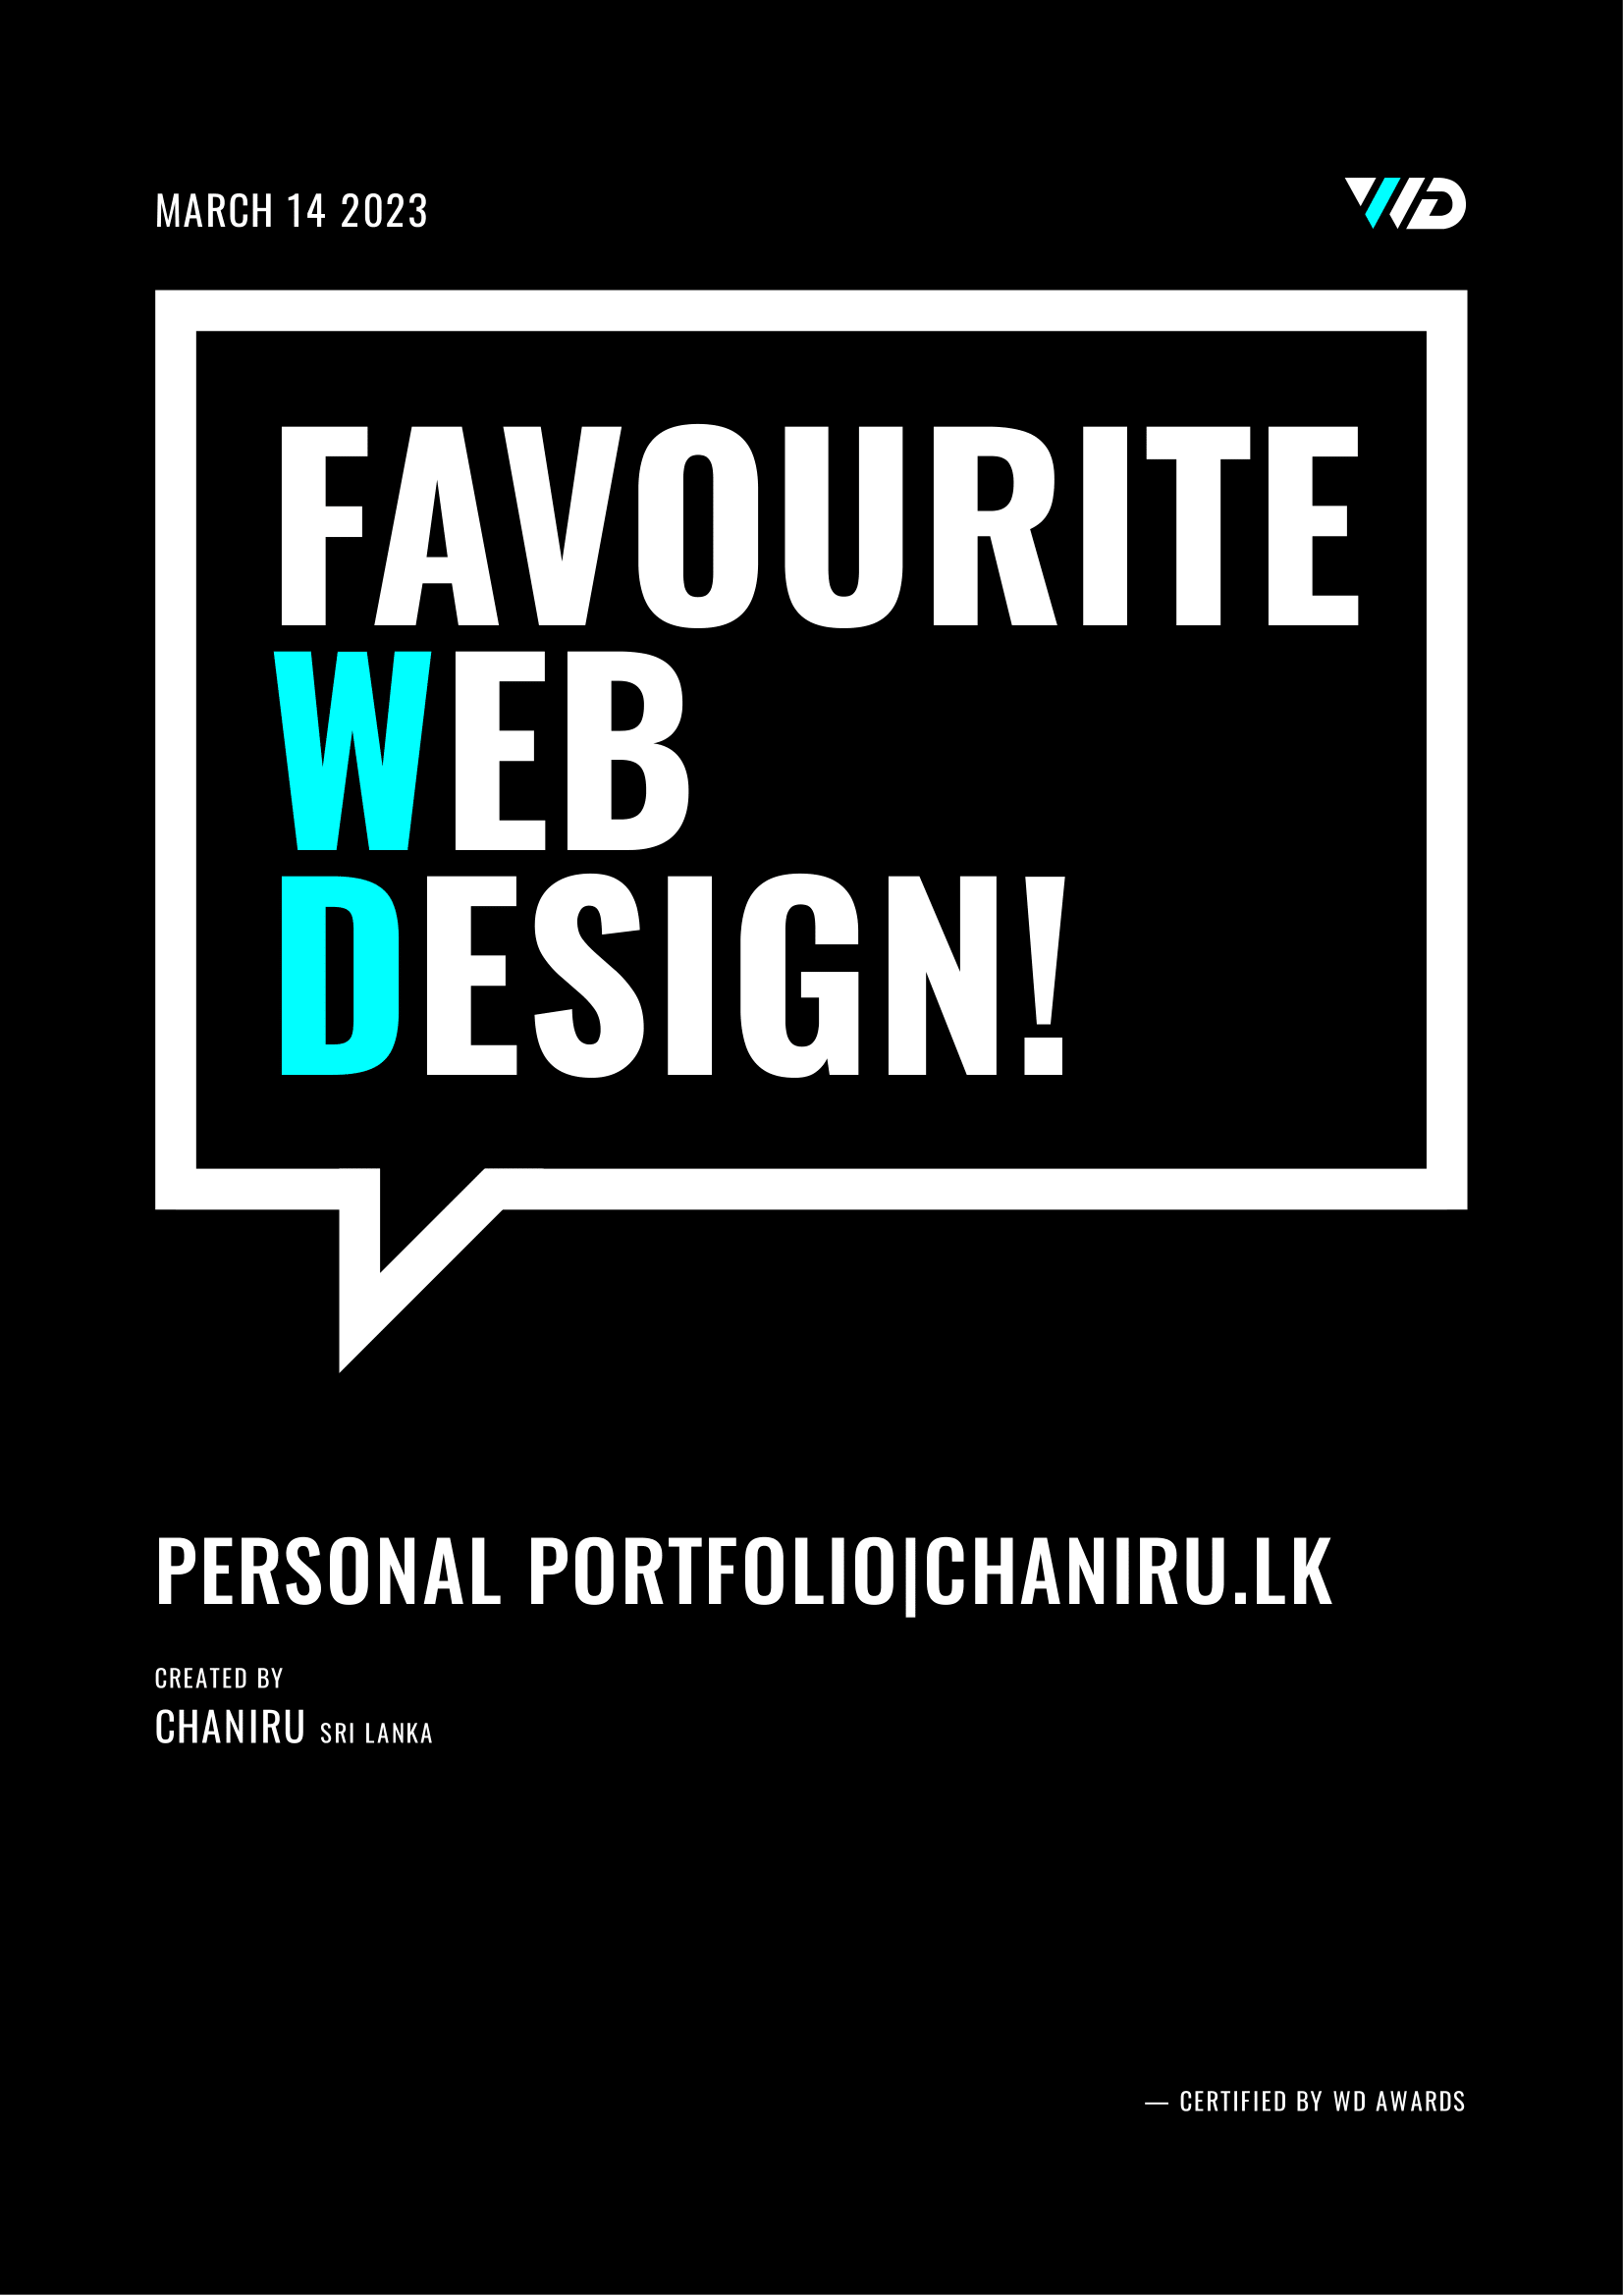 MARCH 14 2023
WD
FAVOURITE
WEB
DESIGN!
PERSONAL PORTFOLIO|CHANIRU.LK
CREATED BY
CHANIRU SRI LANKA
— CERTIFIED BY WD AWARDS